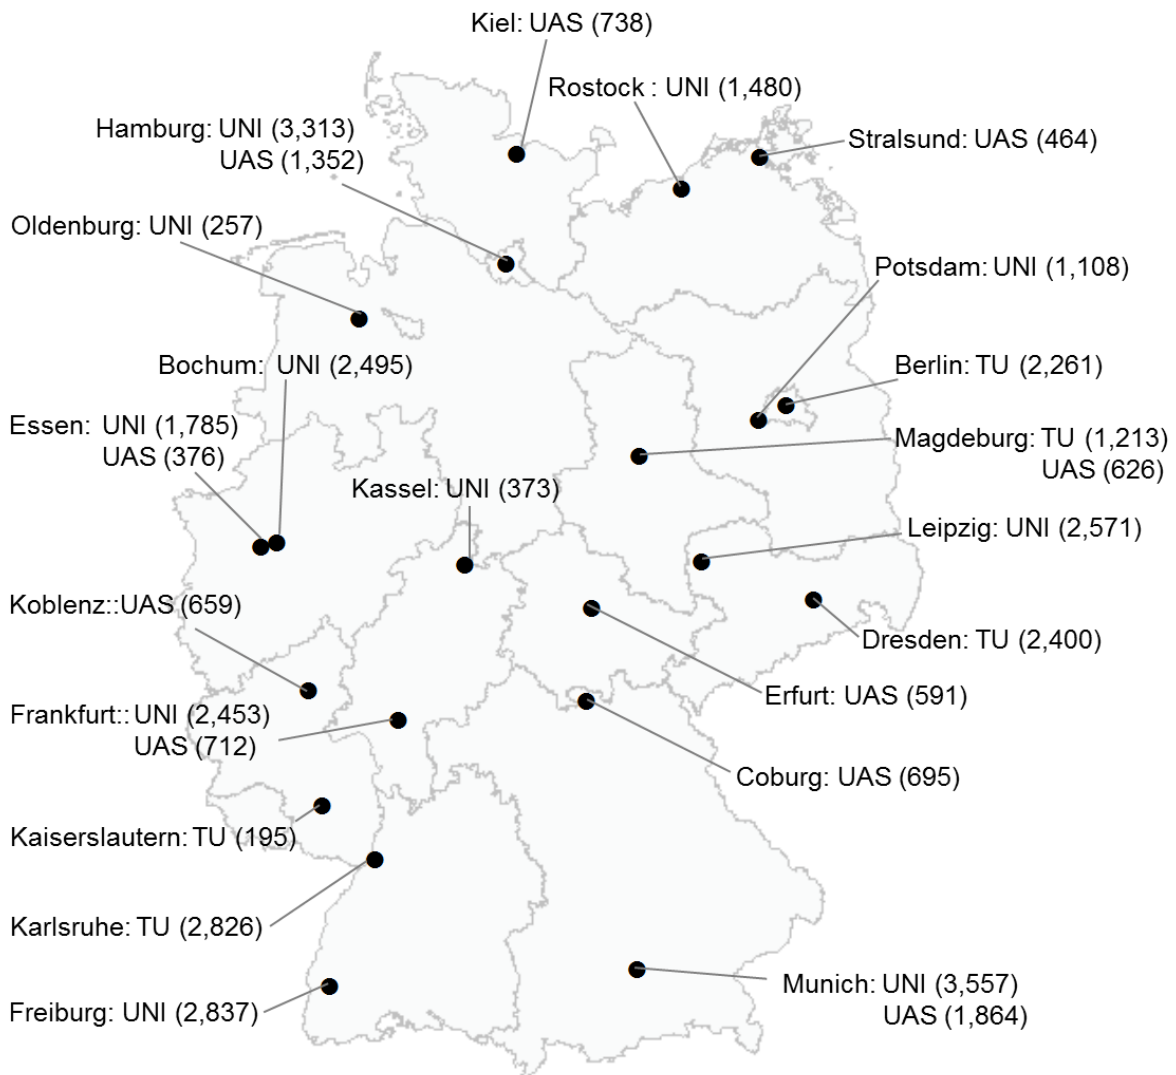 Kiel: UAS (738)
Rostock : UNI (1,480)
Hamburg: UNI (3,313)
UAS (1,352)
Stralsund: UAS (464)
Oldenburg: UNI (257)
Potsdam: UNI (1,108)
Bochum: UNI (2,495)
Berlin: TU (2,261)
Essen: UNI (1,785)
UAS (376)
Magdeburg: TU (1,213)
UAS (626)
Kassel: UNI (373)
Leipzig: UNI (2,571)
Koblenz::UAS (659)
Dresden: TU (2,400)
Erfurt: UAS (591)
Frankfurt:: UNI (2,453)
UAS (712)
Coburg: UAS (695)
Kaiserslautern: TU (195)
Karlsruhe: TU (2,826)
Munich: UNI (3,557)
UAS (1,864)
Freiburg: UNI (2,837)